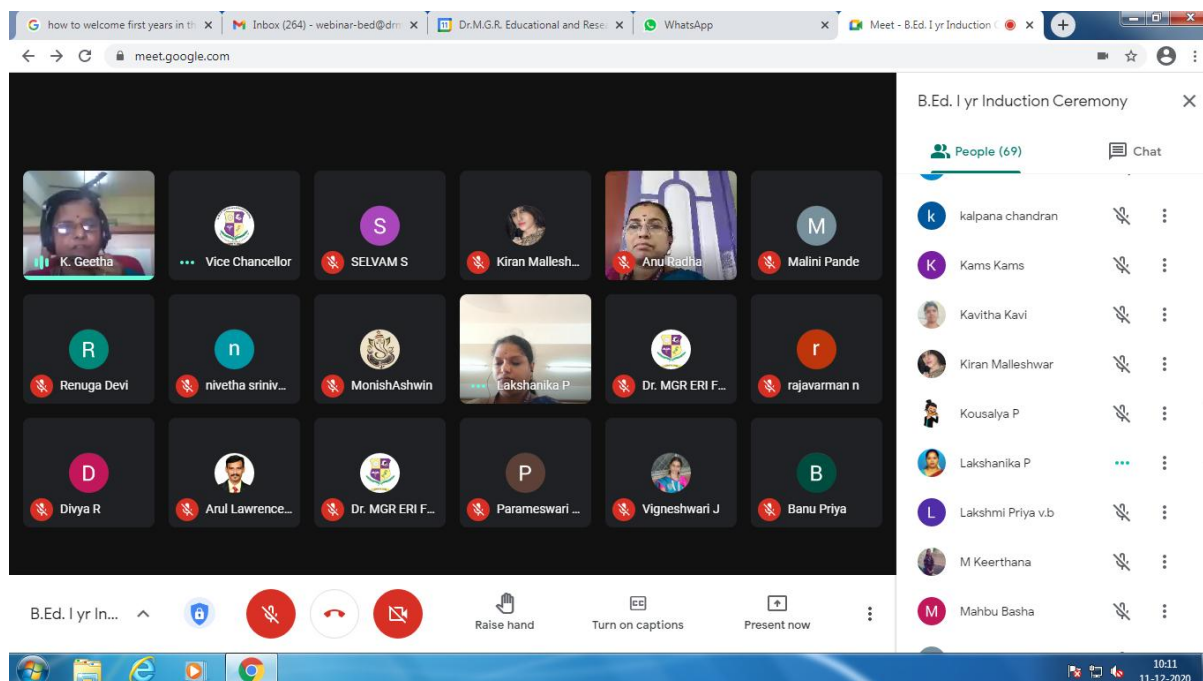 how to welcome first years in th
Inbox (264) - webinar-bed@drm
Dr.M.G.R. Educational and Rese
WhatsApp
Meet - B.Ed. I yr Induction
meet.google.com
B.Ed. I yr Induction Ceremony
People (69)
Chat
K. Geetha
Vice Chancellor
S
SELVAM S
Kiran Mallesh...
Anu Radha
M
Malini Pande
R
Renuga Devi
n
nivetha sriniv...
MonishAshwin
Lakshanika P
Dr. MGR ERI F...
r
rajavarman n
D
Divya R
Arul Lawrence...
Dr. MGR ERI F...
P
Parameswari ...
Vigneshwari J
B
Banu Priya
k
kalpana chandran
K
Kams Kams
Kavitha Kavi
Kiran Malleshwar
Kousalya P
Lakshanika P
L
Lakshmi Priya v.b
M Keerthana
M
Mahbu Basha
B.Ed. I yr In...
Raise hand
CC
Turn on captions
Present now
10:11
11-12-2020